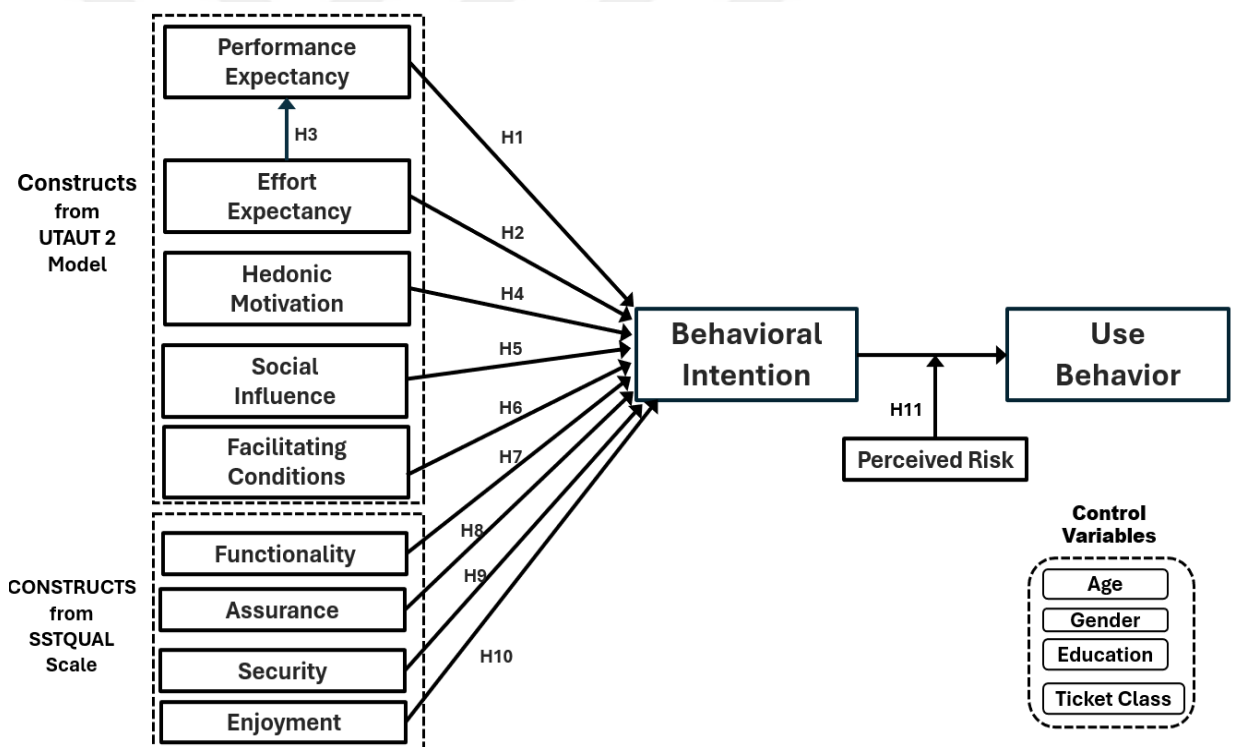 Performance
Expectancy
H3
Effort
Expectancy
Hedonic
Motivation
Social
Influence
Facilitating
Conditions
Constructs
from
UTAUT 2
Model
Functionality
Assurance
Security
Enjoyment
CONSTRUCTS
from
SSTQUAL
Scale
H1
H2
H4
H5
H6
H7
H8
H9
H10
Behavioral
Intention
Use
Behavior
H11
Perceived Risk
Control
Variables
Age
Gender
Education
Ticket Class